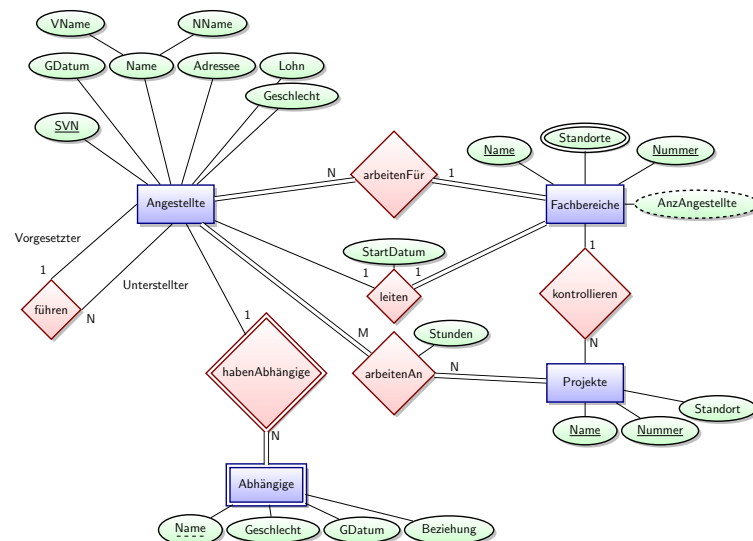 VName
NName
GDatum
Name
Adressee
Lohn
Geschlecht
SVN
Standorte
Name
Nummer
arbeitenFür
N
1
Angestellte
Fachbereiche
AnzAngestellte
Vorgesetzter
StartDatum
1
1
1
Unterstellter
1
leiten
kontrollieren
führen
N
1
M
Stunden
N
habenAbhängige
arbeitenAn
N
Projekte
Standort
Name
Nummer
N
Abhängige
Name
Geschlecht
GDatum
Beziehung